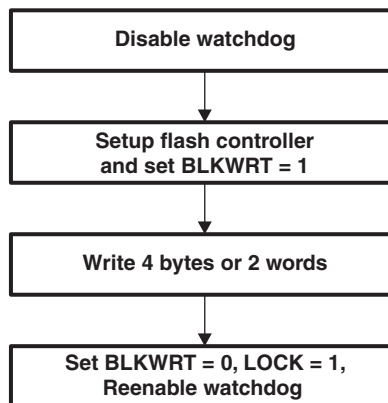 Disable watchdog
Setup flash controller
and set BLKWRT = 1
Write 4 bytes or 2 words
Set BLKWRT = 0, LOCK = 1,
Reenable watchdog